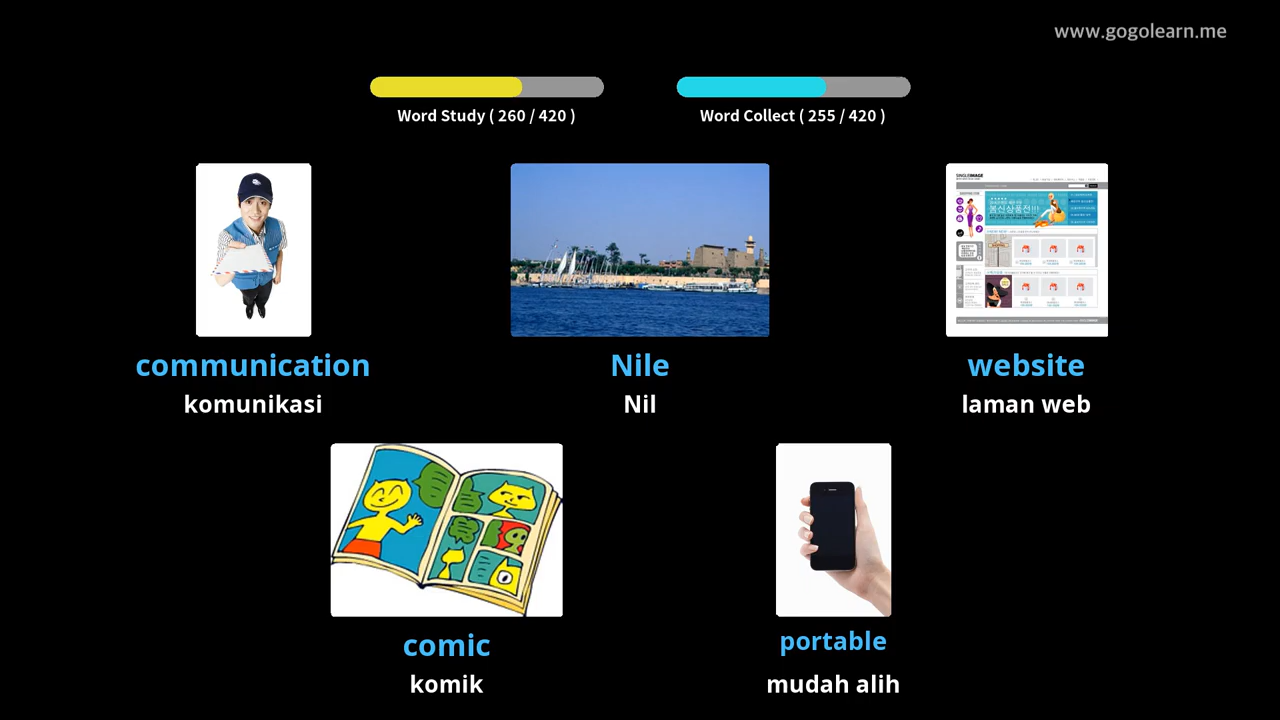 www.gogolearn.me
Word Study ( 260 / 420 )
Word Collect ( 255 / 420 )
communication
komunikasi
Nile
Nil
website
laman web
comic
komik
portable
mudah alih